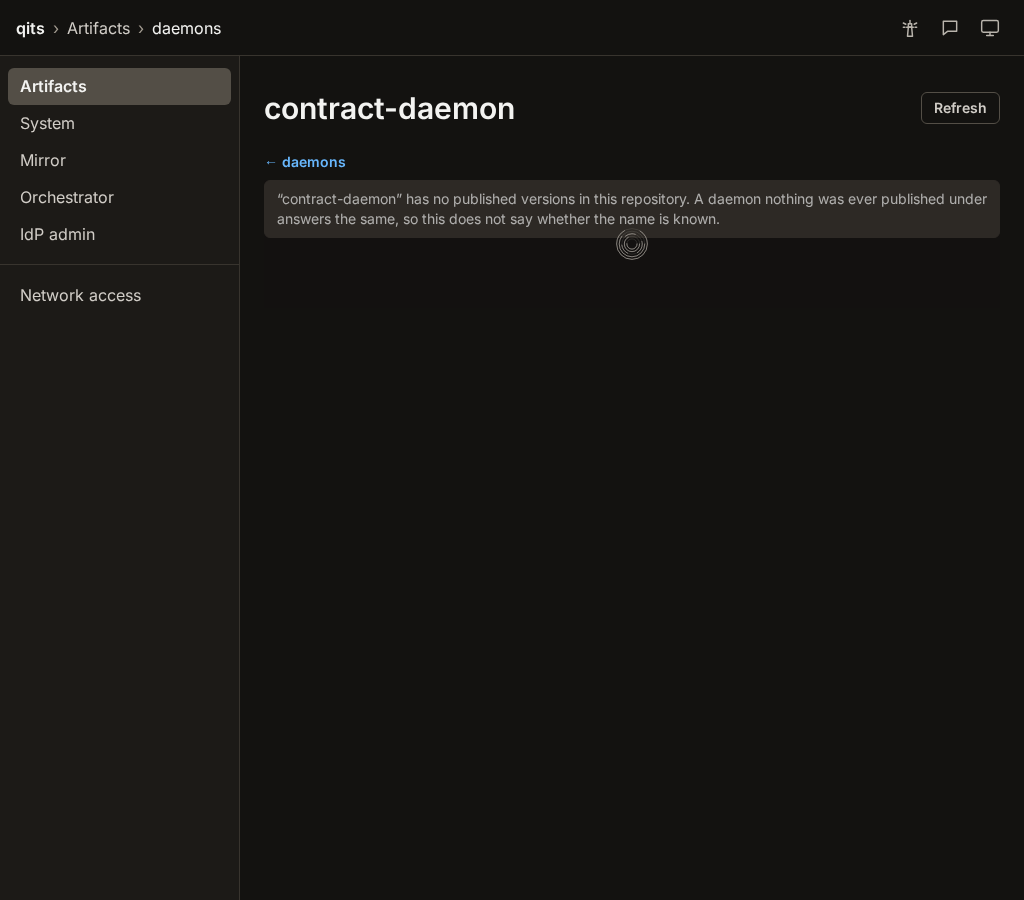 qits › Artifacts › daemons
Artifacts
System
Mirror
Orchestrator
IdP admin
Network access
contract-daemon
Refresh
← daemons
“contract-daemon” has no published versions in this repository. A daemon nothing was ever published under
answers the same, so this does not say whether the name is known.